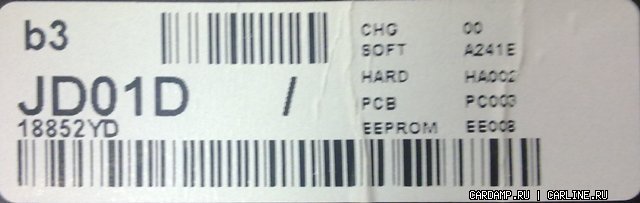 b3
CHG 00
SOFT A241E
HARD HA002
JD01D /
PCB PC003
18852YD
EEPROM EE008
CARDAMP.RU | CARLINE.RU